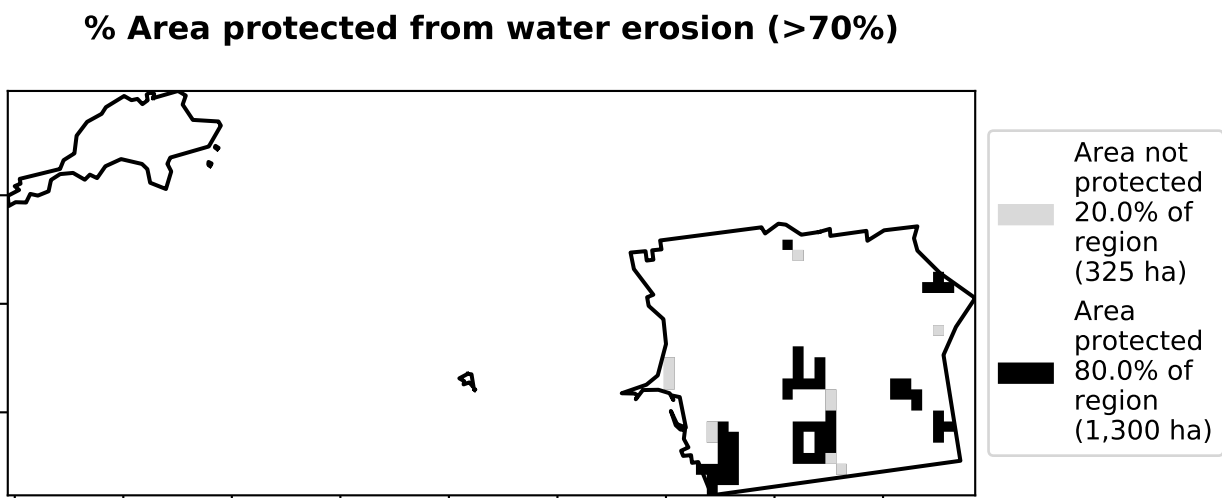 % Area protected from water erosion (>70%)
Area not
protected
20.0% of
region
(325 ha)
Area
protected
80.0% of
region
(1,300 ha)